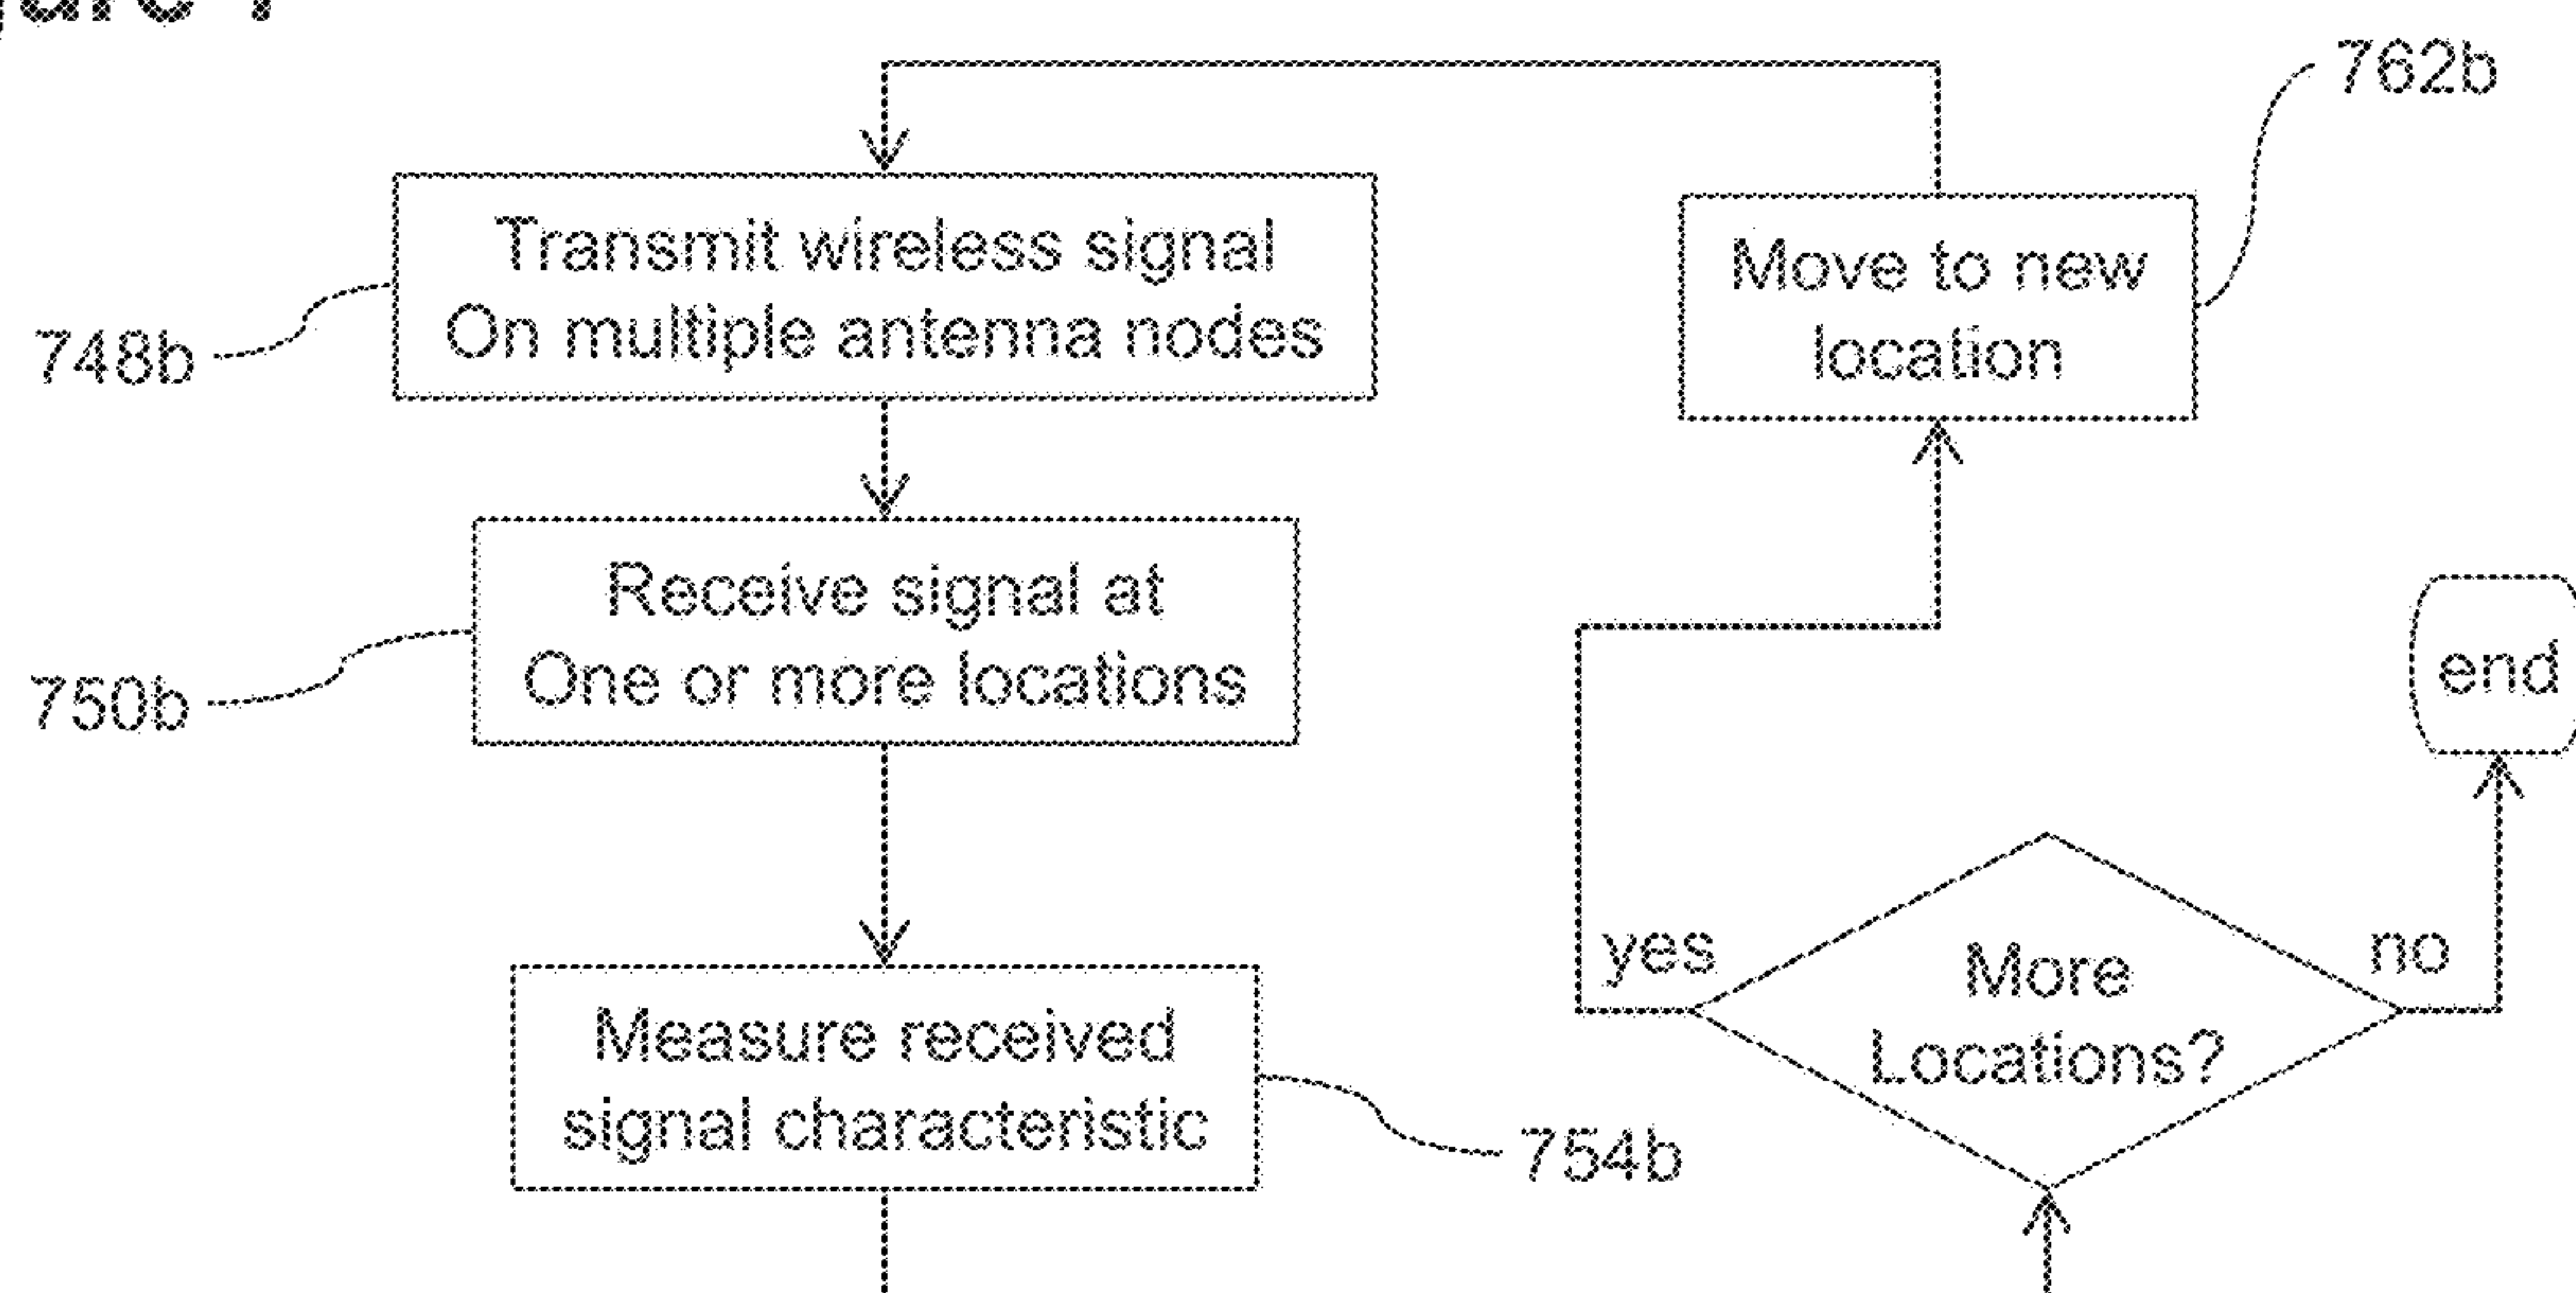 762b
Transmit wireless signal
On multiple antenna nodes
748b
Move to new
location
Receive signal at
One or more locations
750b
end
yes
no
More
Locations?
Measure received
signal characteristic
754b